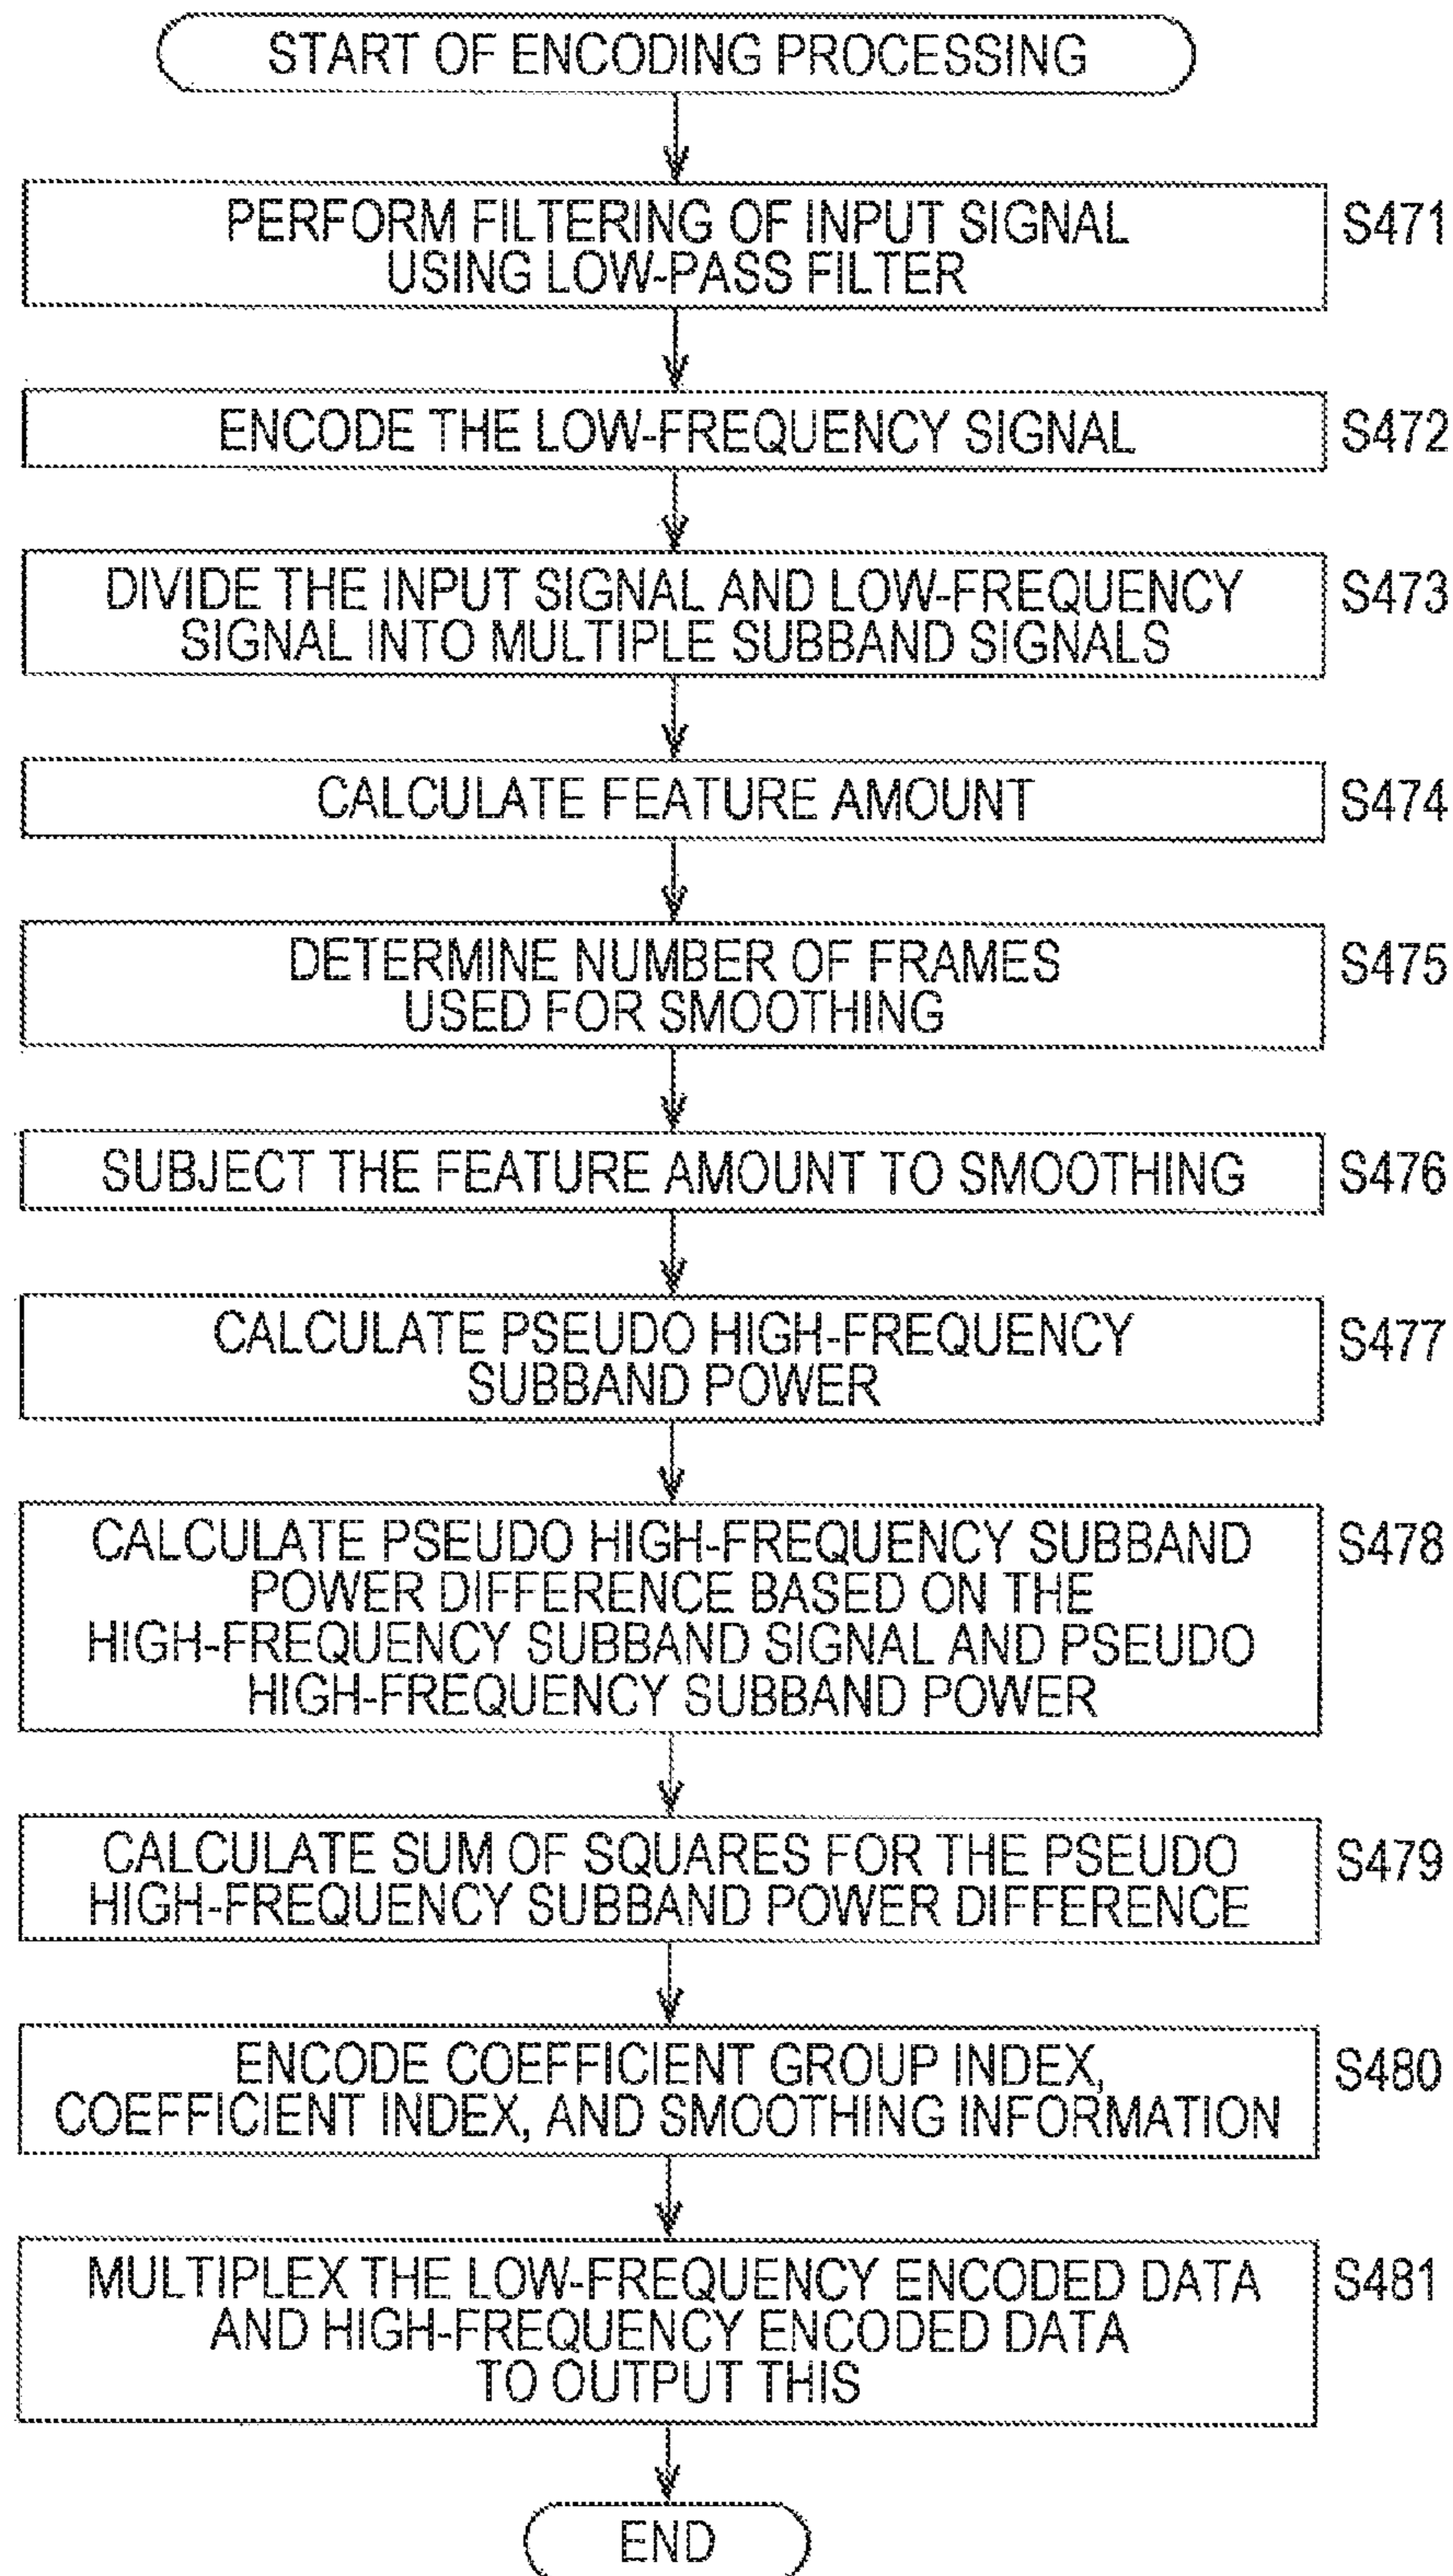 START OF ENCODING PROCESSING
PERFORM FILTERING OF INPUT SIGNAL
USING LOW-PASS FILTER
S471
ENCODE THE LOW-FREQUENCY SIGNAL
S472
DIVIDE THE INPUT SIGNAL AND LOW-FREQUENCY
SIGNAL INTO MULTIPLE SUBBAND SIGNALS
S473
CALCULATE FEATURE AMOUNT
S474
DETERMINE NUMBER OF FRAMES
USED FOR SMOOTHING
S475
SUBJECT THE FEATURE AMOUNT TO SMOOTHING
S476
CALCULATE PSEUDO HIGH-FREQUENCY
SUBBAND POWER
S477
CALCULATE PSEUDO HIGH-FREQUENCY SUBBAND
POWER DIFFERENCE BASED ON THE
HIGH-FREQUENCY SUBBAND SIGNAL AND PSEUDO
HIGH-FREQUENCY SUBBAND POWER
S478
CALCULATE SUM OF SQUARES FOR THE PSEUDO
HIGH-FREQUENCY SUBBAND POWER DIFFERENCE
S479
ENCODE COEFFICIENT GROUP INDEX,
COEFFICIENT INDEX, AND SMOOTHING INFORMATION
S480
MULTIPLEX THE LOW-FREQUENCY ENCODED DATA
AND HIGH-FREQUENCY ENCODED DATA
TO OUTPUT THIS
S481
END